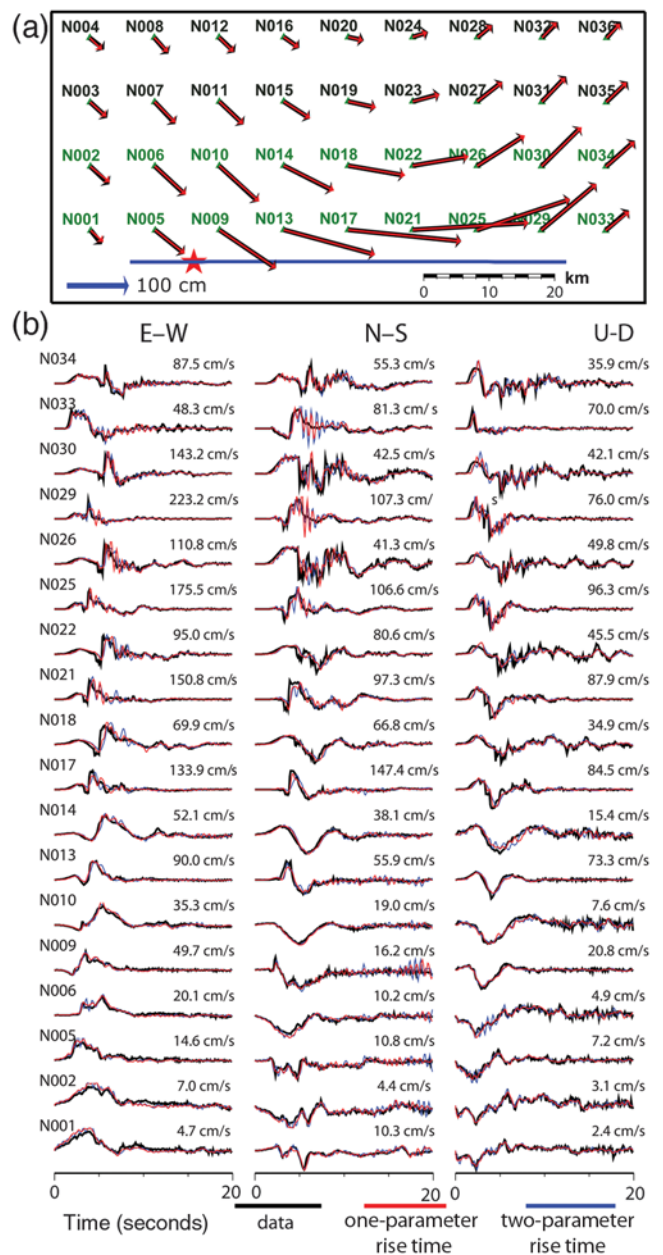 (a)
N004 N008 N012 N016 N020 N024 N028 N032 N036
N003 N007 N011 N015 N019 N023 N027 N031 N035
N002 N006 N010 N014 N018 N022 N026 N030 N034
N001 N005 N009 N013 N017 N021 N025 N029 N033
100 cm
km
0 10 20
(b)
E–W N–S U-D
N034 87.5 cm/s 55.3 cm/s 35.9 cm/s
N033 48.3 cm/s 81.3 cm/ s 70.0 cm/s
N030 143.2 cm/s 42.5 cm/s 42.1 cm/s
N029 223.2 cm/s 107.3 cm/ 76.0 cm/s
s
N026 110.8 cm/s 41.3 cm/s 49.8 cm/s
N025 175.5 cm/s 106.6 cm/s 96.3 cm/s
N022 95.0 cm/s 80.6 cm/s 45.5 cm/s
N021 150.8 cm/s 97.3 cm/s 87.9 cm/s
N018 69.9 cm/s 66.8 cm/s 34.9 cm/s
N017 133.9 cm/s 147.4 cm/s 84.5 cm/s
N014 52.1 cm/s 38.1 cm/s 15.4 cm/s
N013 90.0 cm/s 55.9 cm/s 73.3 cm/s
N010 35.3 cm/s 19.0 cm/s 7.6 cm/s
N009 49.7 cm/s 16.2 cm/s 20.8 cm/s
N006 20.1 cm/s 10.2 cm/s 4.9 cm/s
N005 14.6 cm/s 10.8 cm/s 7.2 cm/s
N002 7.0 cm/s 4.4 cm/s 3.1 cm/s
N001 4.7 cm/s 10.3 cm/s 2.4 cm/s
0 20 0 20 0 20
Time (seconds) data one-parameter two-parameter
rise time rise time